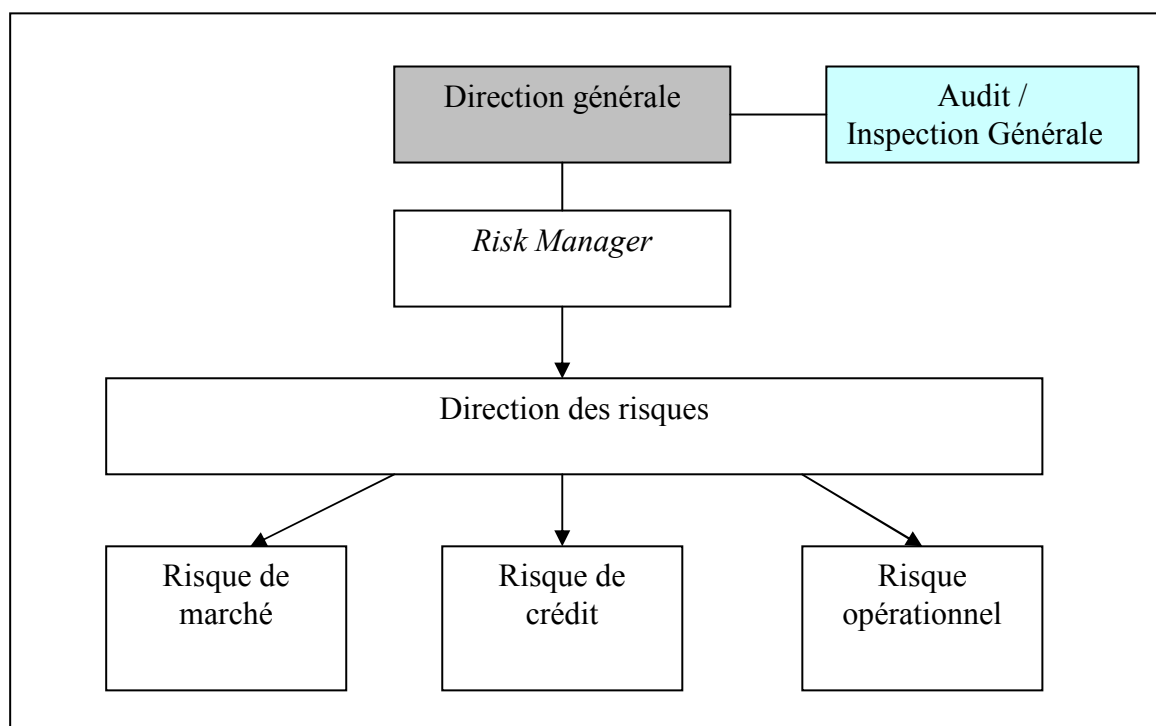 Direction générale
Audit /
Inspection Générale
Risk Manager
Direction des risques
Risque de
marché
Risque de
crédit
Risque
opérationnel